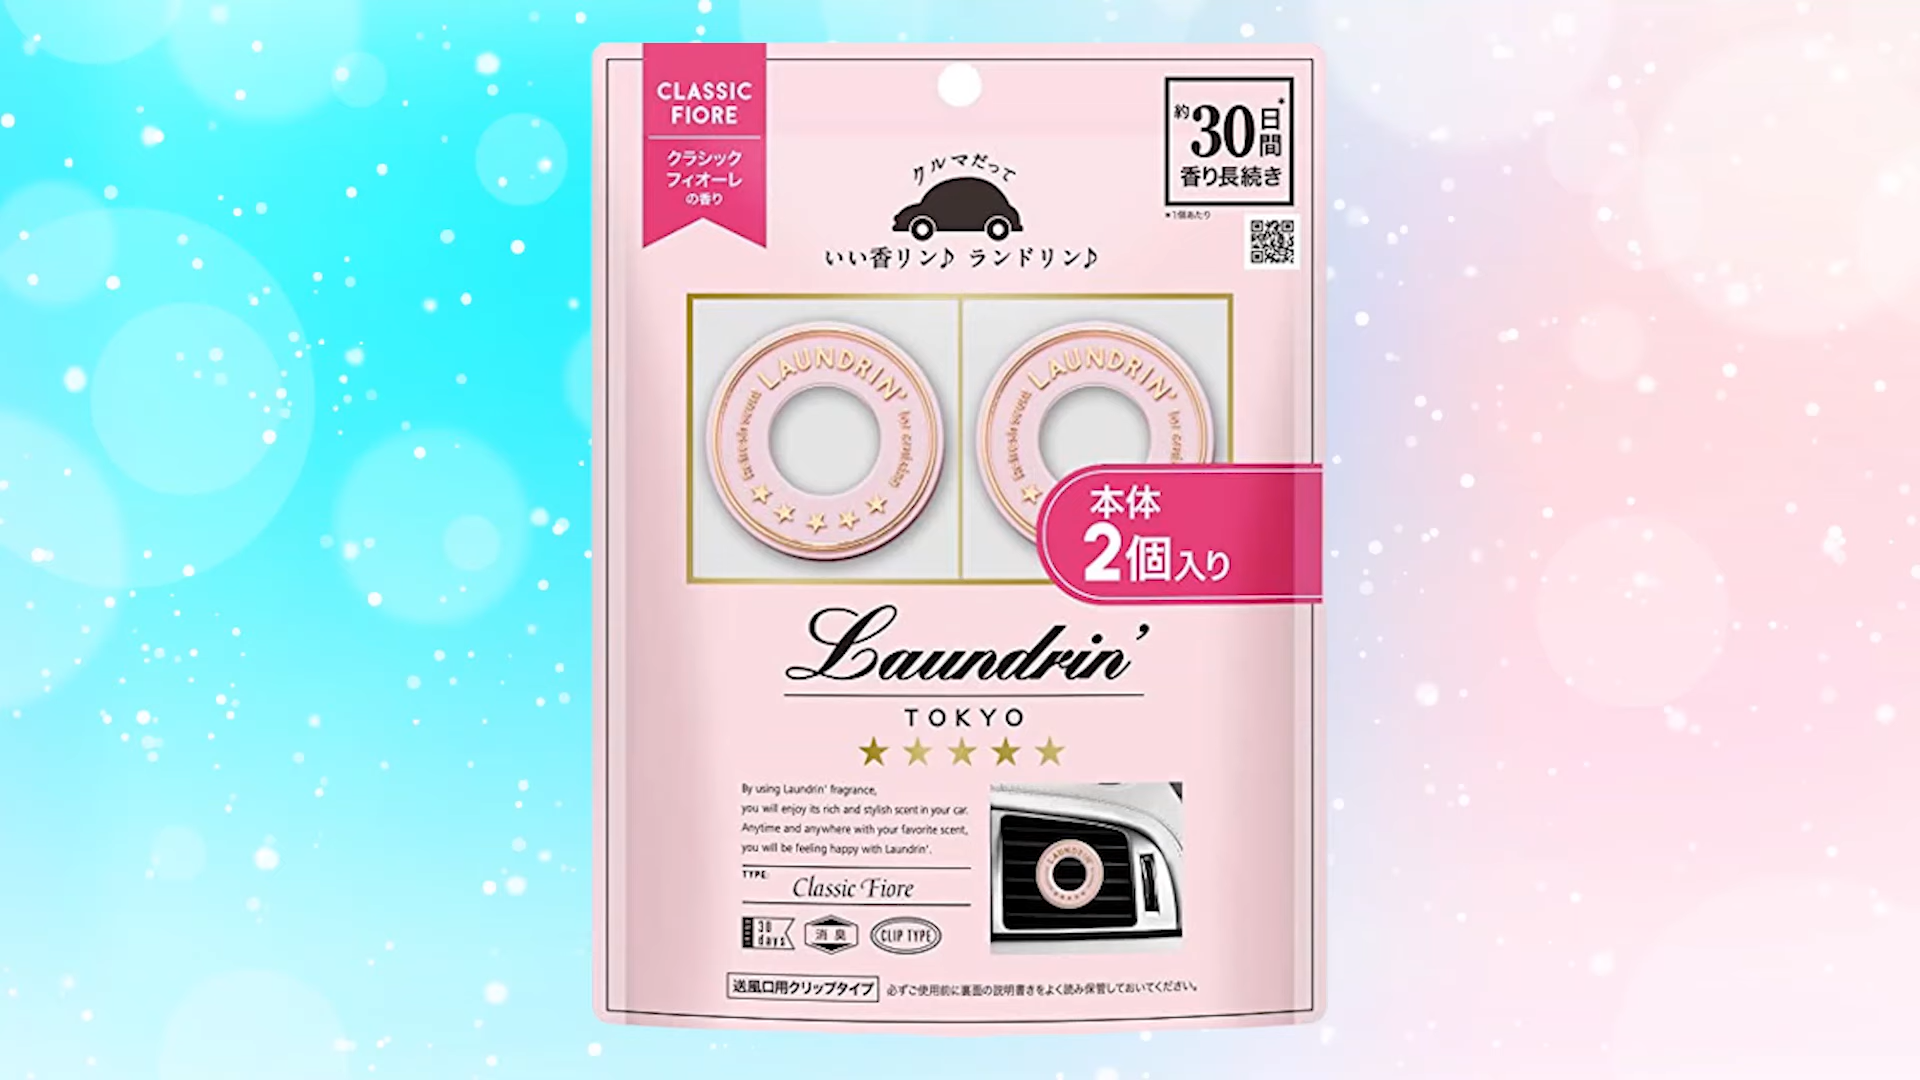 CLASSIC
FIORE
クラシック
フィオーレ
の香り
約30日間*
香り長続き
*1個あたり
クルマだって
いい香リン♪ ランドリン♪
LAUNDRIN'
for cruising
LAUNDRIN'
本体
2個入り
Laundrin'
TOKYO
By using Laundrin' fragrance,
you will enjoy its rich and stylish scent in your car.
Anytime and anywhere with your favorite scent,
you will be feeling happy with Laundrin'.
TYPE:
Classic Fiore
30
days
消臭
CLIP TYPE
LAUNDRIN'
送風口用クリップタイプ
必ずご使用前に裏面の説明書きをよく読み保管しておいてください。